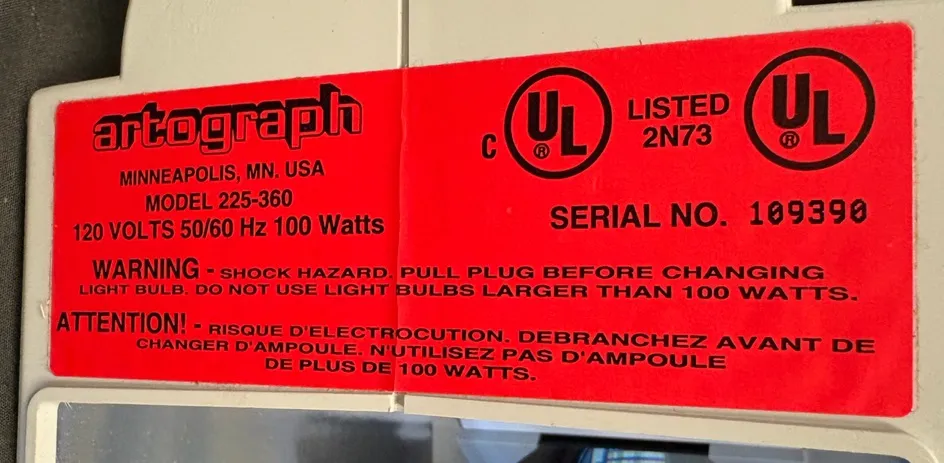 artograph
MINNEAPOLIS, MN. USA
MODEL 225-360
120 VOLTS 50/60 Hz 100 Watts
C UL ® LISTED 2N73 UL ®
SERIAL NO. 109390
WARNING - SHOCK HAZARD. PULL PLUG BEFORE CHANGING
LIGHT BULB. DO NOT USE LIGHT BULBS LARGER THAN 100 WATTS.
ATTENTION! - RISQUE D'ELECTROCUTION. DEBRANCHEZ AVANT DE
CHANGER D'AMPOULE. N'UTILISEZ PAS D'AMPOULE
DE PLUS DE 100 WATTS.